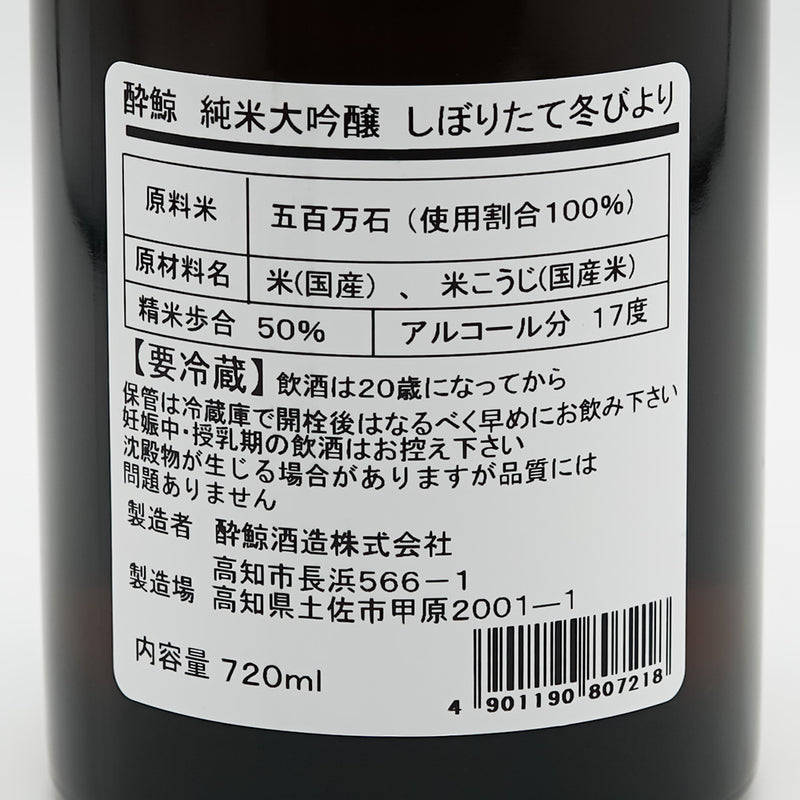 酔鯨 純米大吟醸 しぼりたて冬びより
原料米 五百万石（使用割合100%）
原材料名 米(国産）、米こうじ(国産米)
精米歩合 50% アルコール分 17度
【要冷蔵】飲酒は20歳になってから
保管は冷蔵庫で開栓後はなるべく早めにお飲み下さい
妊娠中・授乳期の飲酒はお控え下さい
沈殿物が生じる場合がありますが品質には
問題ありません
製造者 酔鯨酒造株式会社
高知市長浜566－1
製造場 高知県土佐市甲原2001―1
内容量 720ml
4 901190 807218